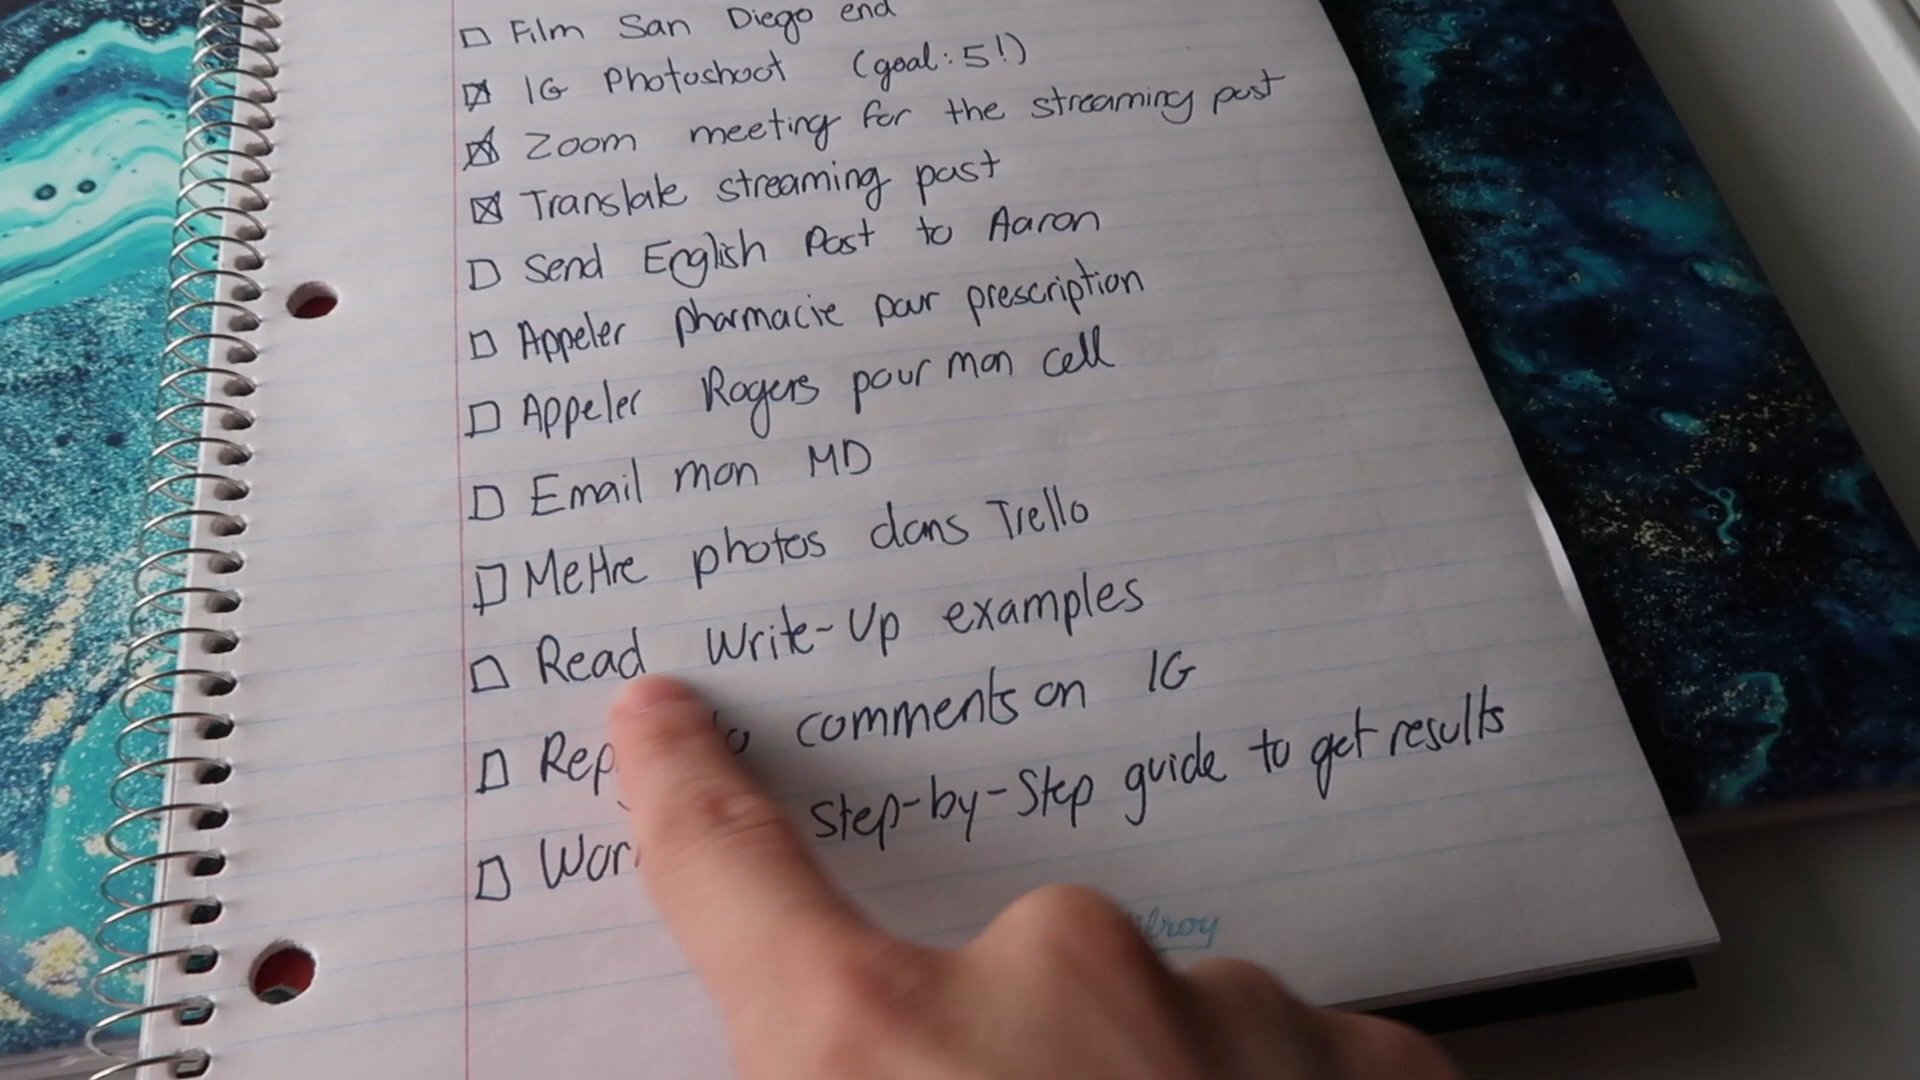 Film San Diego end
IG Photoshoot (goal: 5!)
Zoom meeting for the streaming post
Translate streaming post
Send English Post to Aaron
Appeler pharmacie pour prescription
Appeler Rogers pour mon cell
Email mon MD
Mettre photos dans Trello
Read Write-Up examples
comments on IG
step-by-step guide to get results